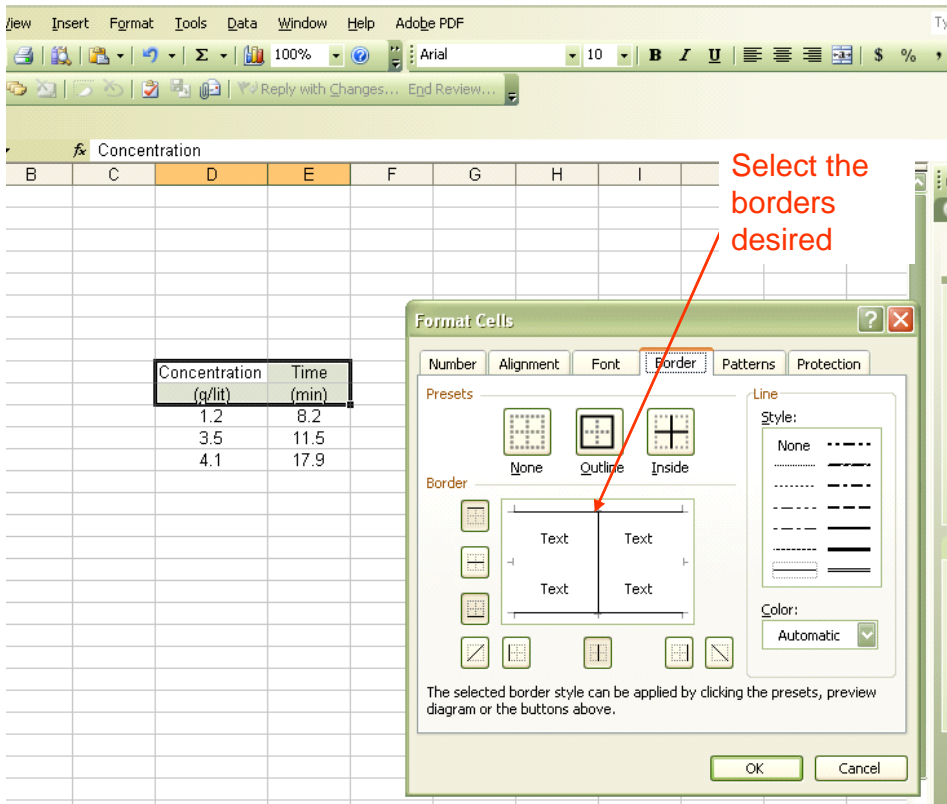 View Insert Format Tools Data Window Help Adobe PDF
Σ 100% Arial 10 B I U $ % ,
Reply with Changes... End Review...
fx Concentration
B C D E F G H I
Select the
borders
desired
Concentration Time
(g/lit) (min)
1.2 8.2
3.5 11.5
4.1 17.9
Format Cells
Number Alignment Font Border Patterns Protection
Presets
None Outline Inside
Border
Text Text
Text Text
Line
Style:
None
Color:
Automatic
The selected border style can be applied by clicking the presets, preview
diagram or the buttons above.
OK Cancel